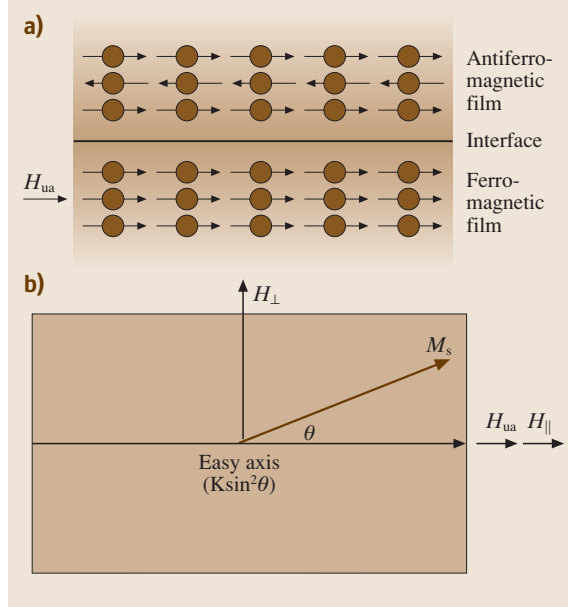 a)
Antiferro-
magnetic
film
Interface
H_ua
Ferro-
magnetic
film
b)
H_⊥
M_s
θ
H_ua H_∥
Easy axis
(Ksin²θ)